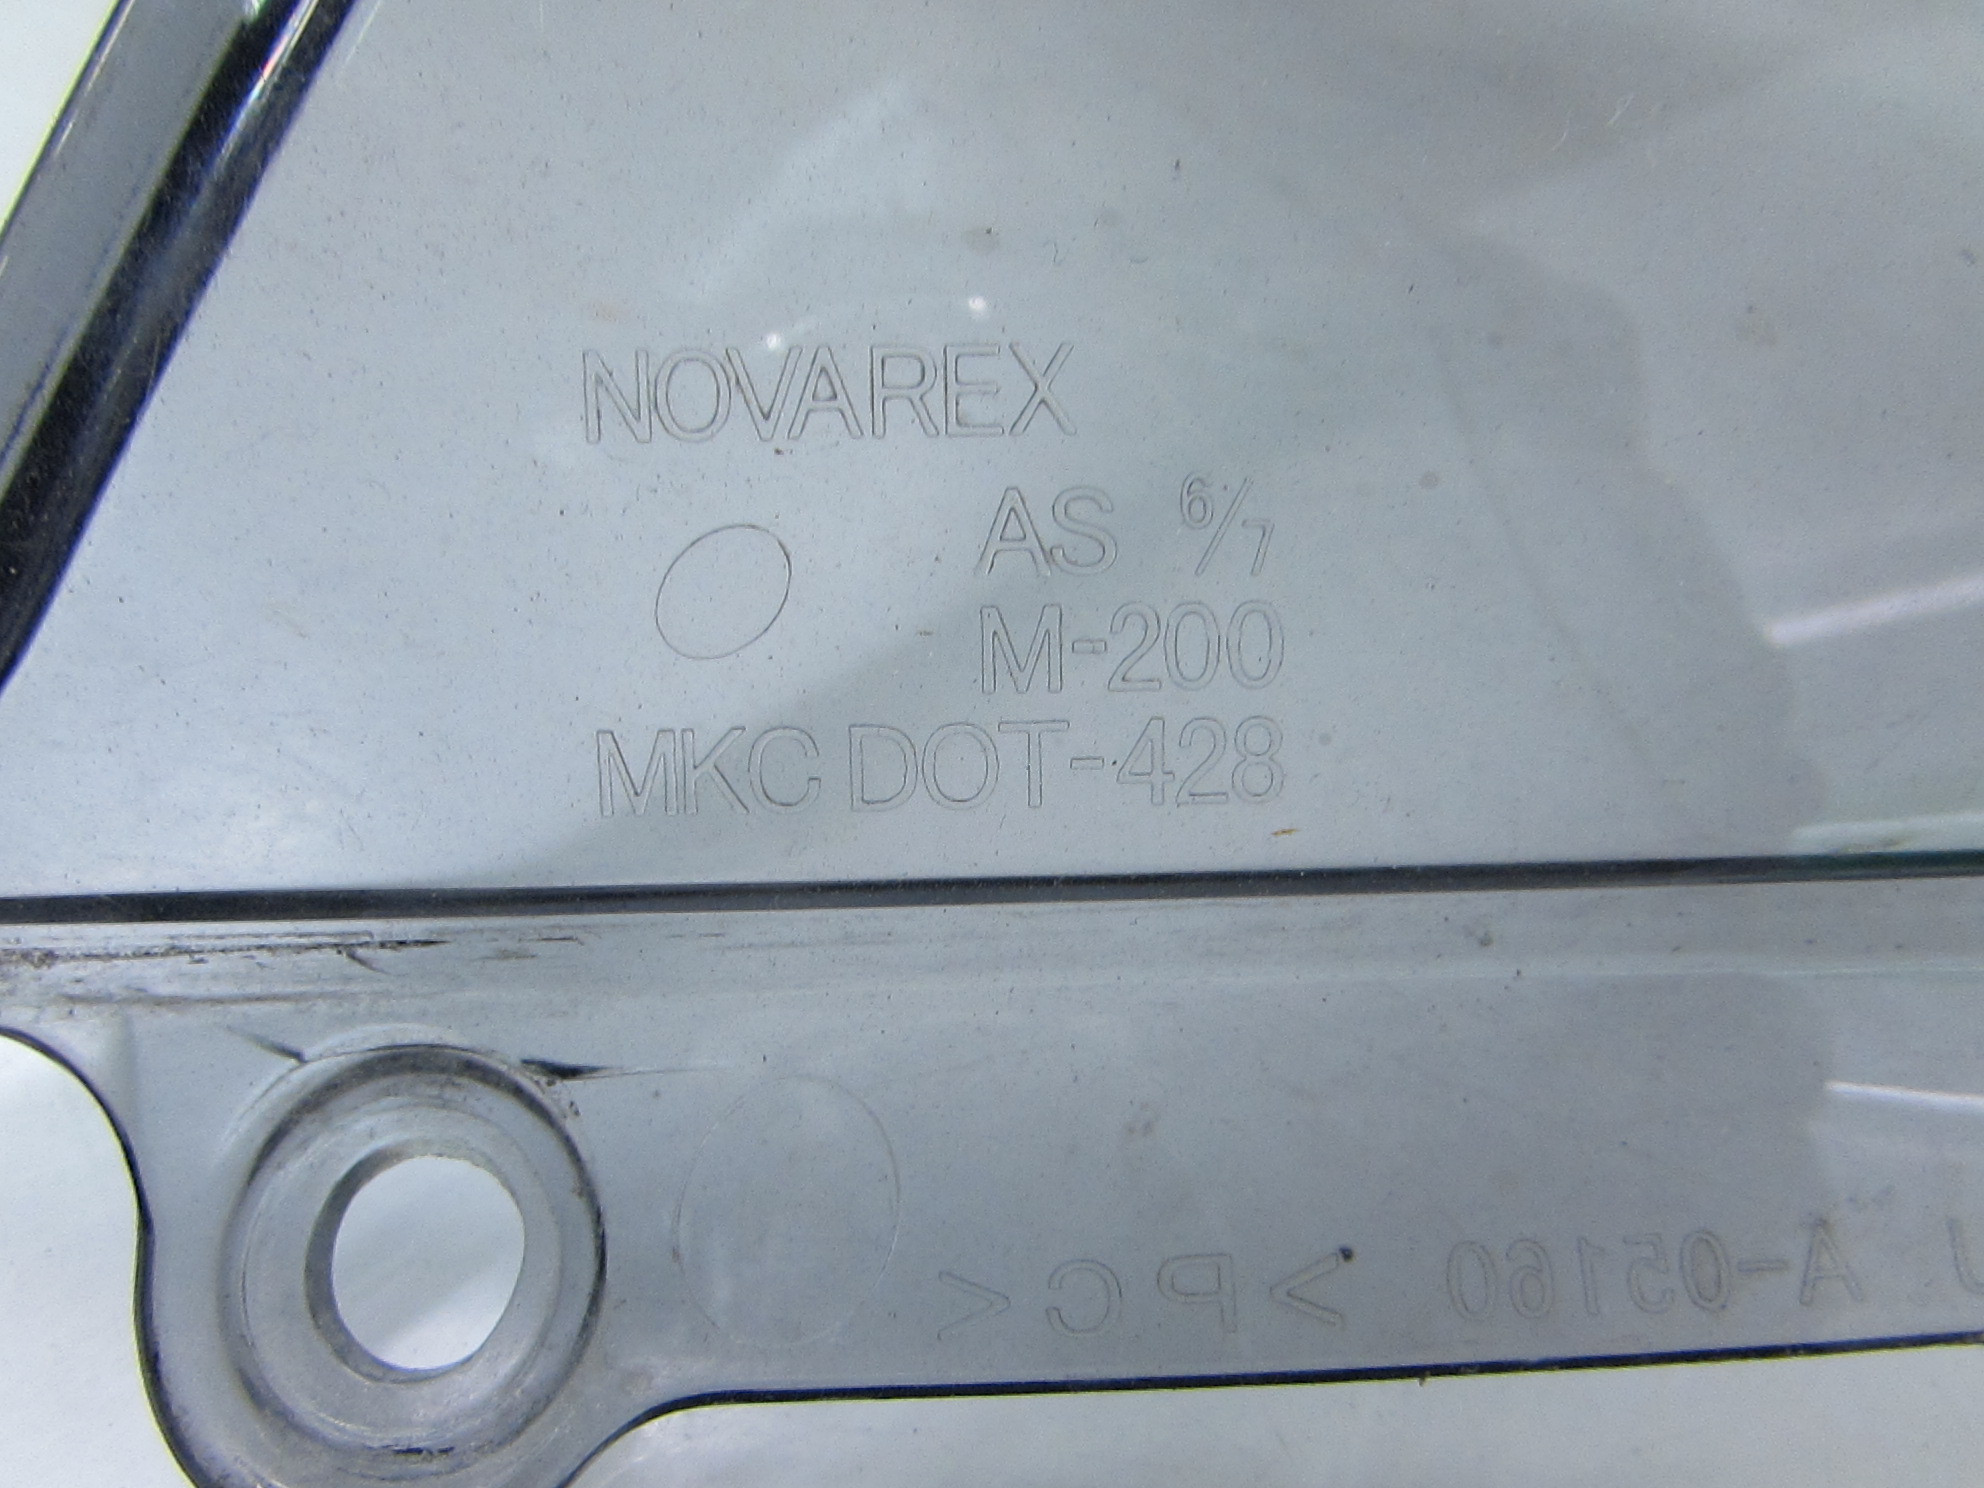 NOVAREX
AS 6/7
M-200
MKC DOT-428
J A-05160 >PC<